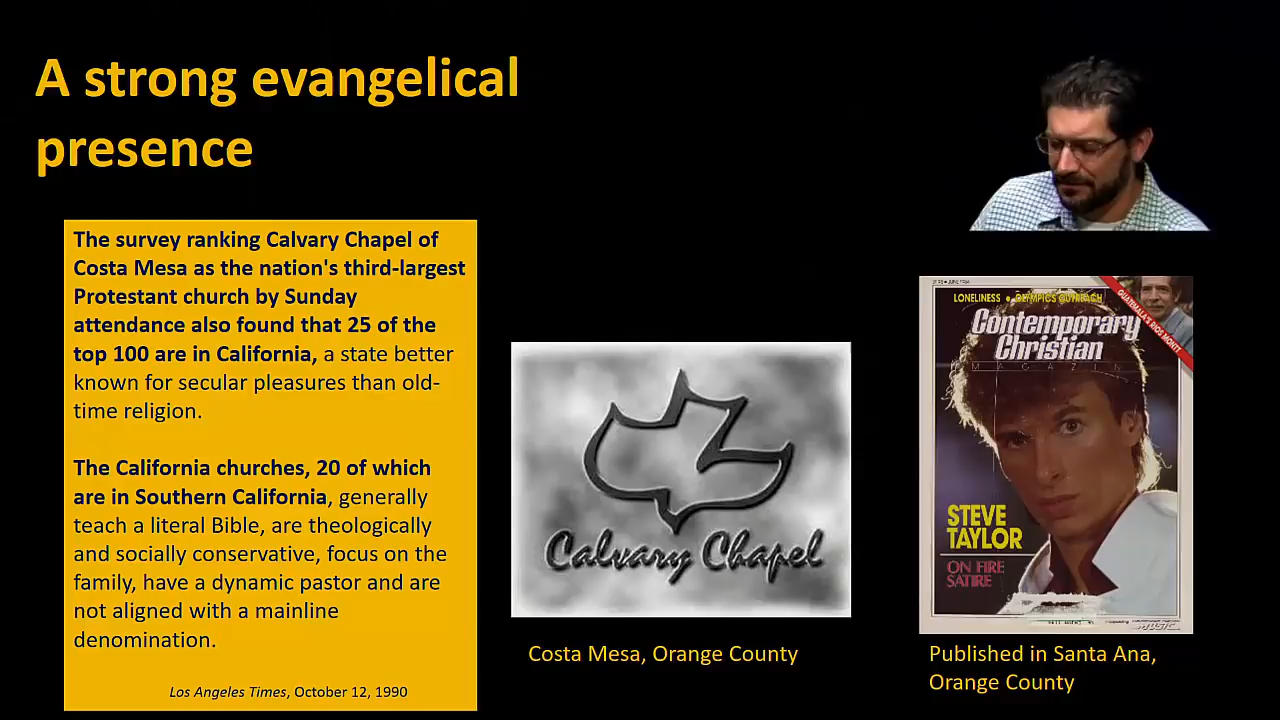 A strong evangelical
presence
The survey ranking Calvary Chapel of
Costa Mesa as the nation's third-largest
Protestant church by Sunday
attendance also found that 25 of the
top 100 are in California, a state better
known for secular pleasures than old-
time religion.
The California churches, 20 of which
are in Southern California, generally
teach a literal Bible, are theologically
and socially conservative, focus on the
family, have a dynamic pastor and are
not aligned with a mainline
denomination.
Los Angeles Times, October 12, 1990
Calvary Chapel
Costa Mesa, Orange County
LONELINESS • OLYMPICS OUTREACH
GUATEMALA'S RIOS MONTT
Contemporary
Christian
MAGAZINE
STEVE
TAYLOR
ON FIRE
SATIRE
MUSIC
Published in Santa Ana,
Orange County